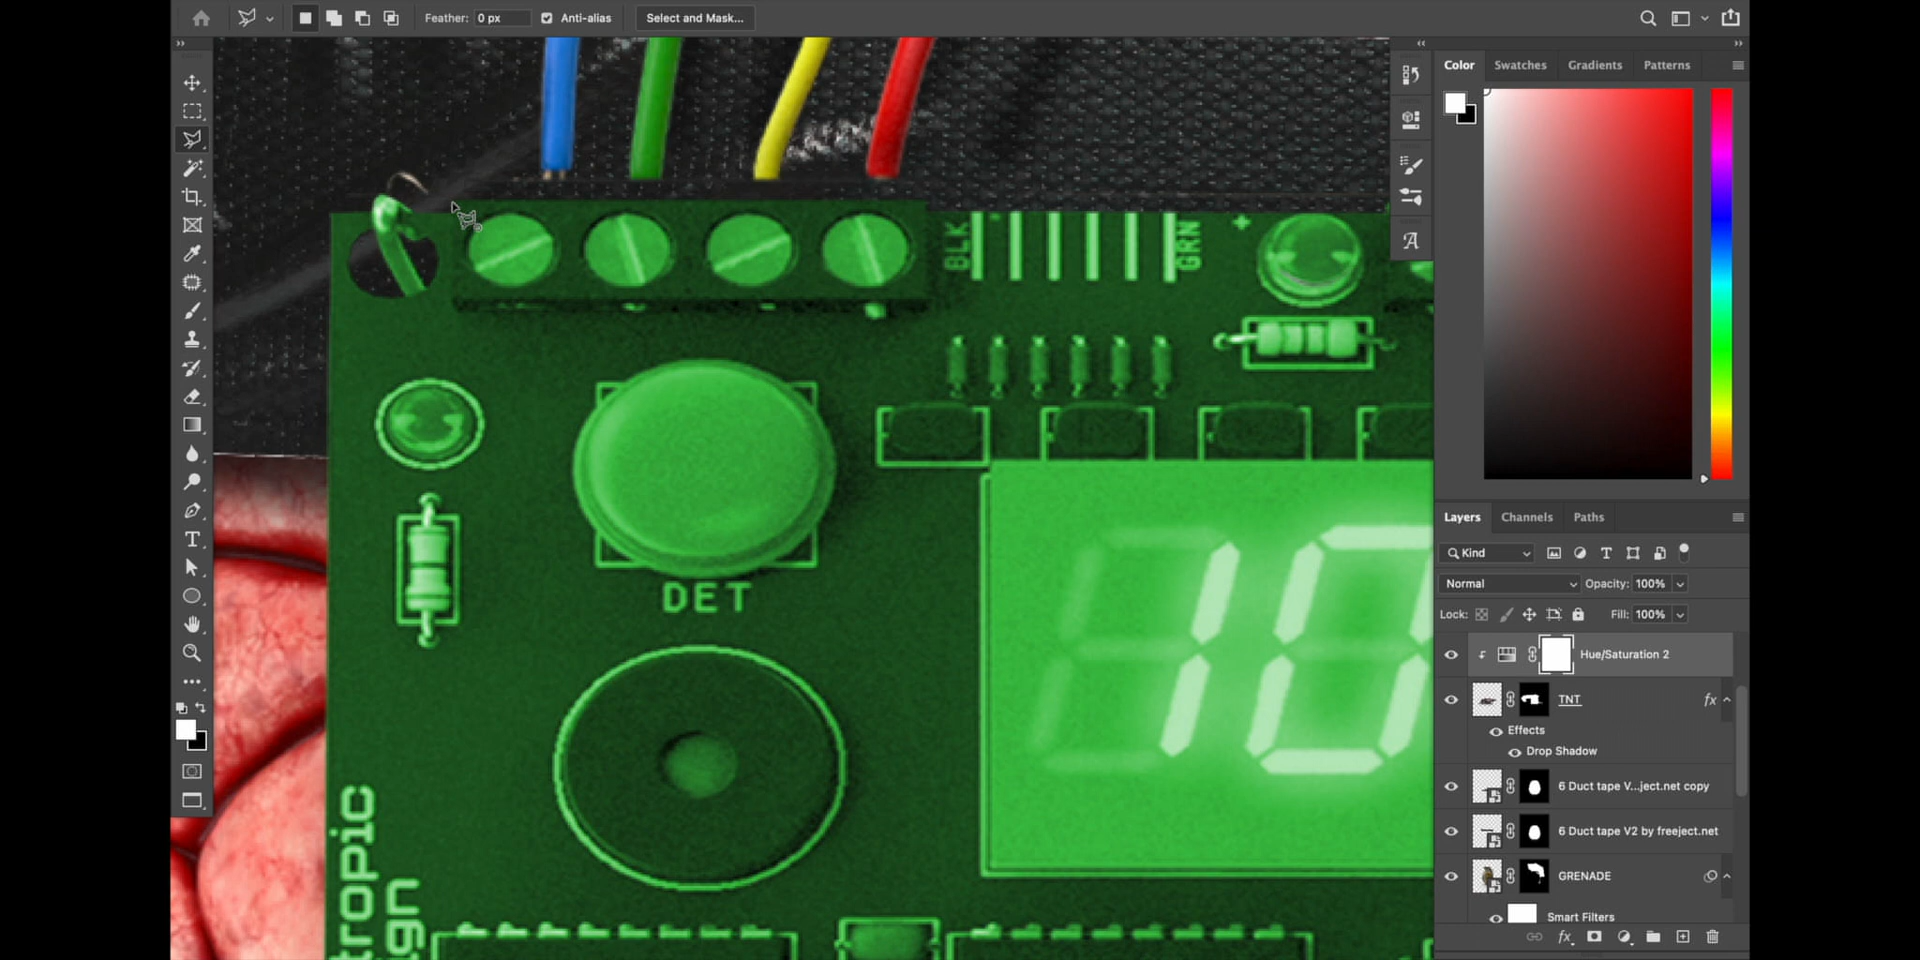 Feather: 0 px Anti-alias Select and Mask...
Color Swatches Gradients Patterns
BLK GRN
DET
tropic
ign
Layers Channels Paths
Kind
Normal Opacity: 100%
Lock: Fill: 100%
Hue/Saturation 2
TNT fx
Effects
Drop Shadow
6 Duct tape V...ject.net copy
6 Duct tape V2 by freeject.net
GRENADE
Smart Filters
fx